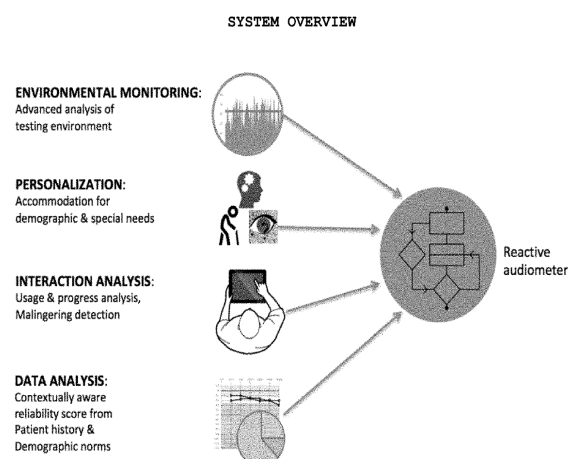 SYSTEM OVERVIEW
ENVIRONMENTAL MONITORING:
Advanced analysis of
testing environment
PERSONALIZATION:
Accommodation for
demographic & special needs
INTERACTION ANALYSIS:
Usage & progress analysis,
Malingering detection
DATA ANALYSIS:
Contextually aware
reliability score from
Patient history &
Demographic norms
Reactive
audiometer